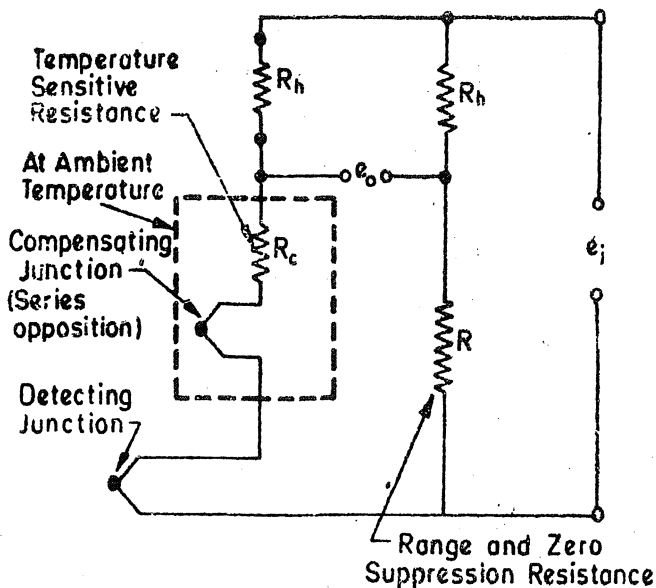 Temperature
Sensitive
Resistance
At Ambient
Temperature
Compensating
Junction
(Series
opposition)
Detecting
Junction
Rh
Rh
eo
Rc
ei
R
Range and Zero
Suppression Resistance